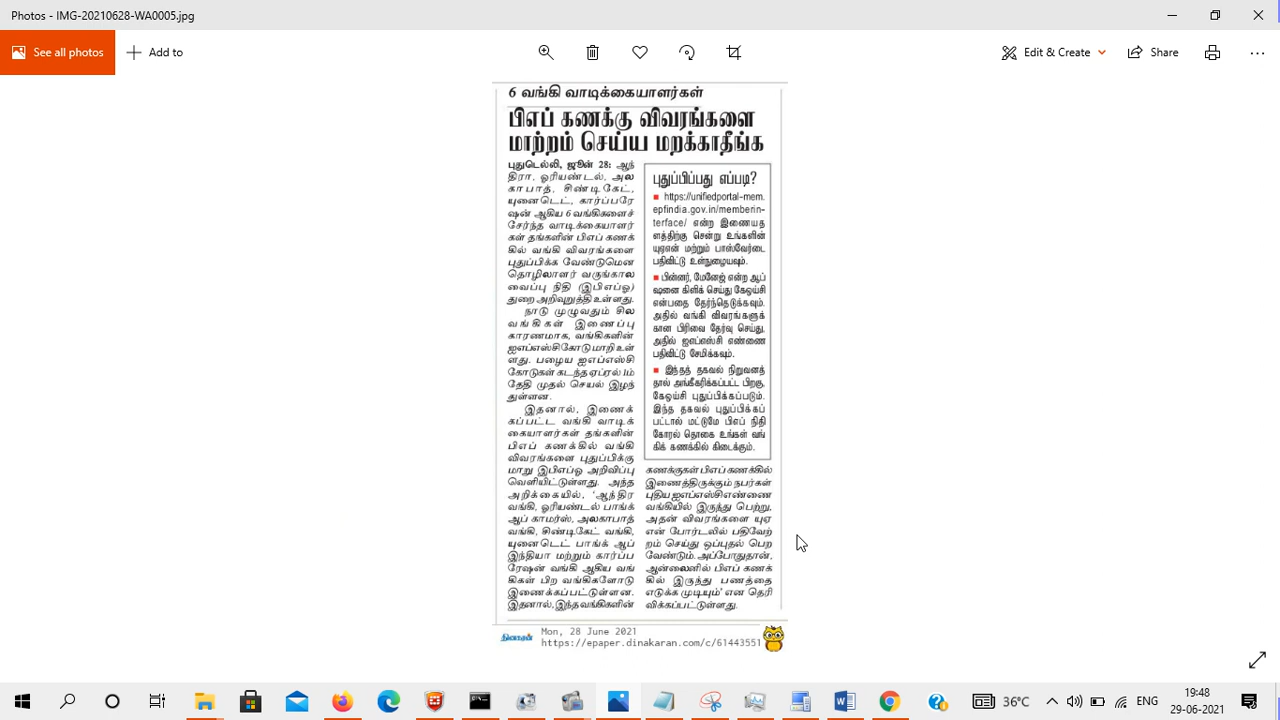 Photos - IMG-20210628-WA0005.jpg
See all photos
Add to
Edit & Create
Share
6 வங்கி வாடிக்கையாளர்கள்
பிஎப் கணக்கு விவரங்களை
மாற்றம் செய்ய மறக்காதீங்க
புதுடெல்லி, ஜூன் 28: ஆந்
திரா, ஓரியண்டல், அல
காபாத், சிண்டிகேட்,
யுனைடெட், கார்ப்பரே
ஷன் ஆகிய 6 வங்கிகளைச்
சேர்ந்த வாடிக்கையாளர்
கள் தங்களின் பிஎப் கணக்
கில் வங்கி விவரங்களை
புதுப்பிக்க வேண்டுமென
தொழிலாளர் வருங்கால
வைப்பு நிதி (இபிஎப்ஓ)
துறை அறிவுறுத்தி உள்ளது.
நாடு முழுவதும் சில
வங்கிகள் இணைப்பு
காரணமாக, வங்கிகளின்
ஐஎப்எஸ்சி கோடு மாறி உள்
ளது. பழைய ஐஎப்எஸ்சி
கோடுகள் கடந்த ஏப்ரல் 1ம்
தேதி முதல் செயல் இழந்
துள்ளன.
இதனால், இணைக்
கப்பட்ட வங்கி வாடிக்
கையாளர்கள் தங்களின்
பிஎப் கணக்கில் வங்கி
விவரங்களை புதுப்பிக்கு
மாறு இபிஎப்ஓ அறிவிப்பு
வெளியிட்டுள்ளது. அந்த
அறிக்கையில், 'ஆந்திர
வங்கி, ஓரியண்டல் பாங்க்
ஆப் காமர்ஸ், அலகாபாத்
வங்கி, சிண்டிகேட் வங்கி,
யுனைடெட் பாங்க் ஆப்
இந்தியா மற்றும் கார்ப்ப
ரேஷன் வங்கி ஆகிய வங்
கிகள் பிற வங்கிகளோடு
இணைக்கப்பட்டுள்ளன.
இதனால், இந்த வங்கிகளின்
புதுப்பிப்பது எப்படி?
https://unifiedportal-mem.
epfindia.gov.in/memberin-
terface/ என்ற இணையத
ளத்திற்கு சென்று உங்களின்
யுஏஎன் மற்றும் பாஸ்வேர்டை
பதிவிட்டு உள்நுழையவும்.
பின்னர், மேனேஜ் என்ற ஆப்
ஷனை கிளிக் செய்து கேஒய்சி
என்பதை தேர்ந்தெடுக்கவும்.
அதில் வங்கி விவரங்களுக்
கான பிரிவை தேர்வு செய்து,
அதில் ஐஎப்எஸ்சி எண்ணை
பதிவிட்டு சேமிக்கவும்.
இந்தத் தகவல் நிறுவனத்
தால் அங்கீகரிக்கப்பட்ட பிறகு,
கேஒய்சி புதுப்பிக்கப்படும்.
இந்த தகவல் புதுப்பிக்கப்
பட்டால் மட்டுமே பிஎப் நிதி
கோரல் தொகை உங்கள் வங்
கிக் கணக்கில் கிடைக்கும்.
கணக்குகள் பிஎப் கணக்கில்
இணைத்திருக்கும் நபர்கள்
புதிய ஐஎப்எஸ்சி எண்ணை
வங்கியில் இருந்து பெற்று,
அதன் விவரங்களை யுஏ
என் போர்டலில் பதிவேற்
றம் செய்து ஒப்புதல் பெற
வேண்டும். அப்போதுதான்,
ஆன்லைனில் பிஎப் கணக்
கில் இருந்து பணத்தை
எடுக்க முடியும்' என தெரி
விக்கப்பட்டுள்ளது.
தினகரன்
Mon, 28 June 2021
https://epaper.dinakaran.com/c/61443551
36°C
ENG
9:48
29-06-2021